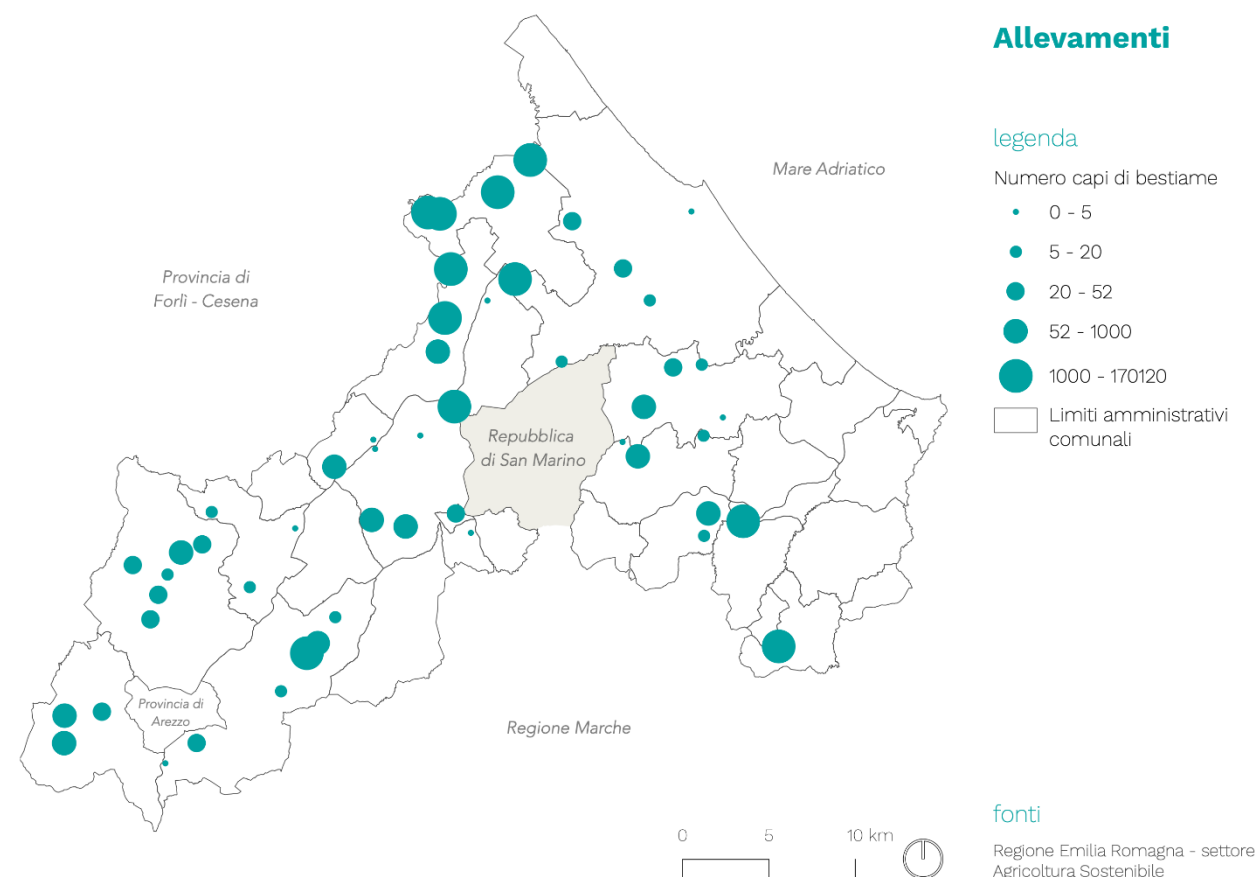 Allevamenti
legenda
Numero capi di bestiame
0 - 5
5 - 20
20 - 52
52 - 1000
1000 - 170120
Limiti amministrativi
comunali
Mare Adriatico
Provincia di
Forlì - Cesena
Repubblica
di San Marino
Provincia di
Arezzo
Regione Marche
0 5 10 km
fonti
Regione Emilia Romagna - settore
Agricoltura Sostenibile